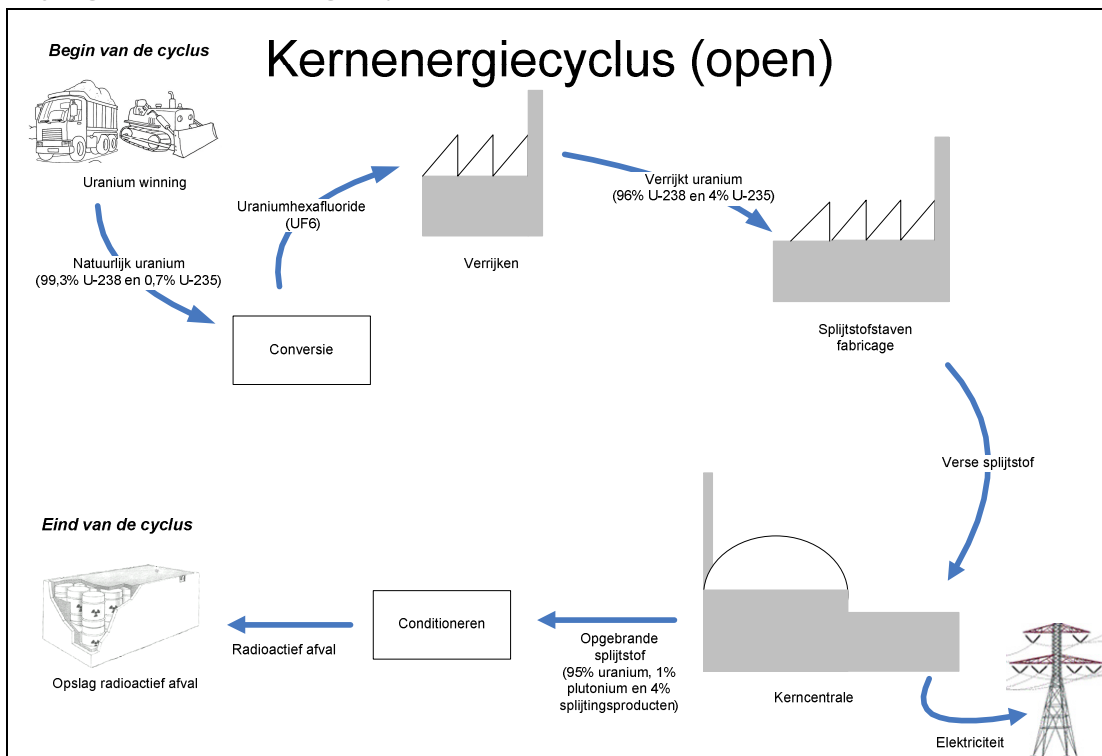 Kernenergiecyclus (open)
Begin van de cyclus
Uranium winning
Natuurlijk uranium
(99,3% U-238 en 0,7% U-235)
Conversie
Uraniumhexafluoride
(UF6)
Verrijken
Verrijkt uranium
(96% U-238 en 4% U-235)
Splijtstofstaven
fabricage
Verse splijtstof
Kerncentrale
Elektriciteit
Opgebrande
splijtstof
(95% uranium, 1%
plutonium en 4%
splijtingsproducten)
Conditioneren
Radioactief afval
Eind van de cyclus
Opslag radioactief afval